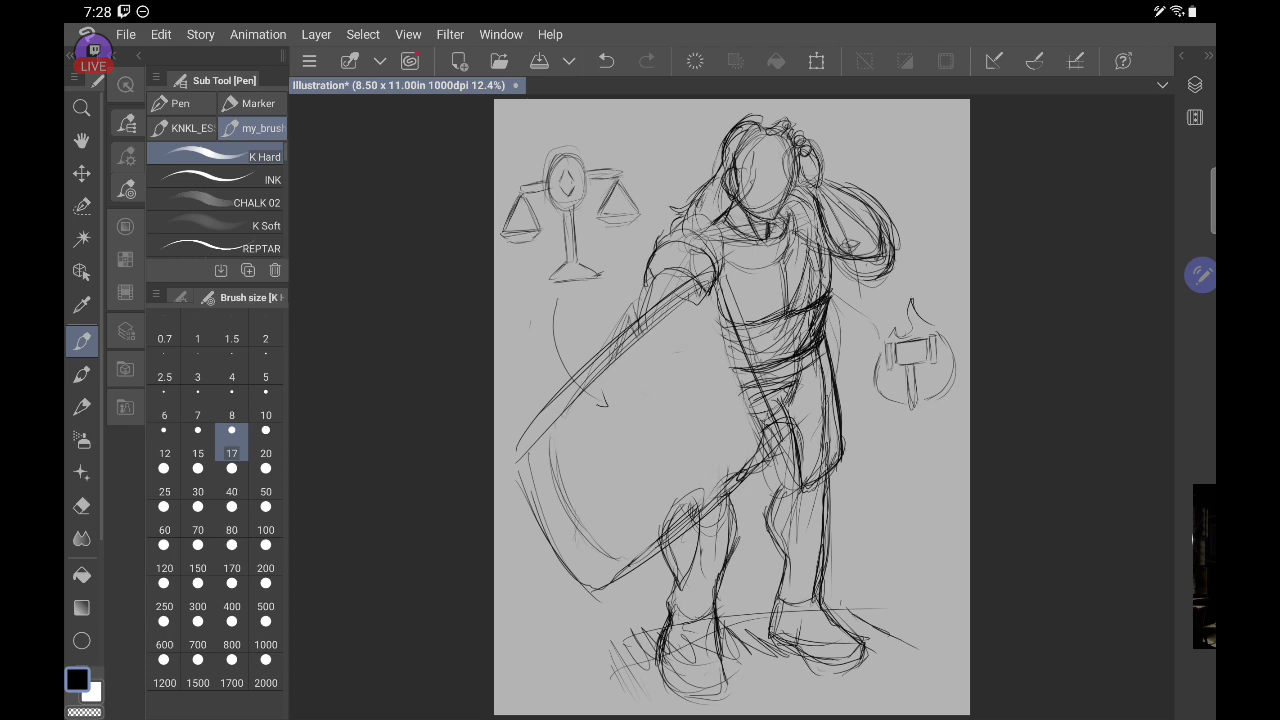 7:28
File Edit Story Animation Layer Select View Filter Window Help
LIVE
Sub Tool [Pen]
Illustration* (8.50 x 11.00in 1000dpi 12.4%)
Pen Marker
KNKL_ES my_brus
K Hard
INK
CHALK 02
K Soft
REPTAR
Brush size [K
0.7 1 1.5 2
2.5 3 4 5
6 7 8 10
12 15 17 20
25 30 40 50
60 70 80 100
120 150 170 200
250 300 400 500
600 700 800 1000
1200 1500 1700 2000